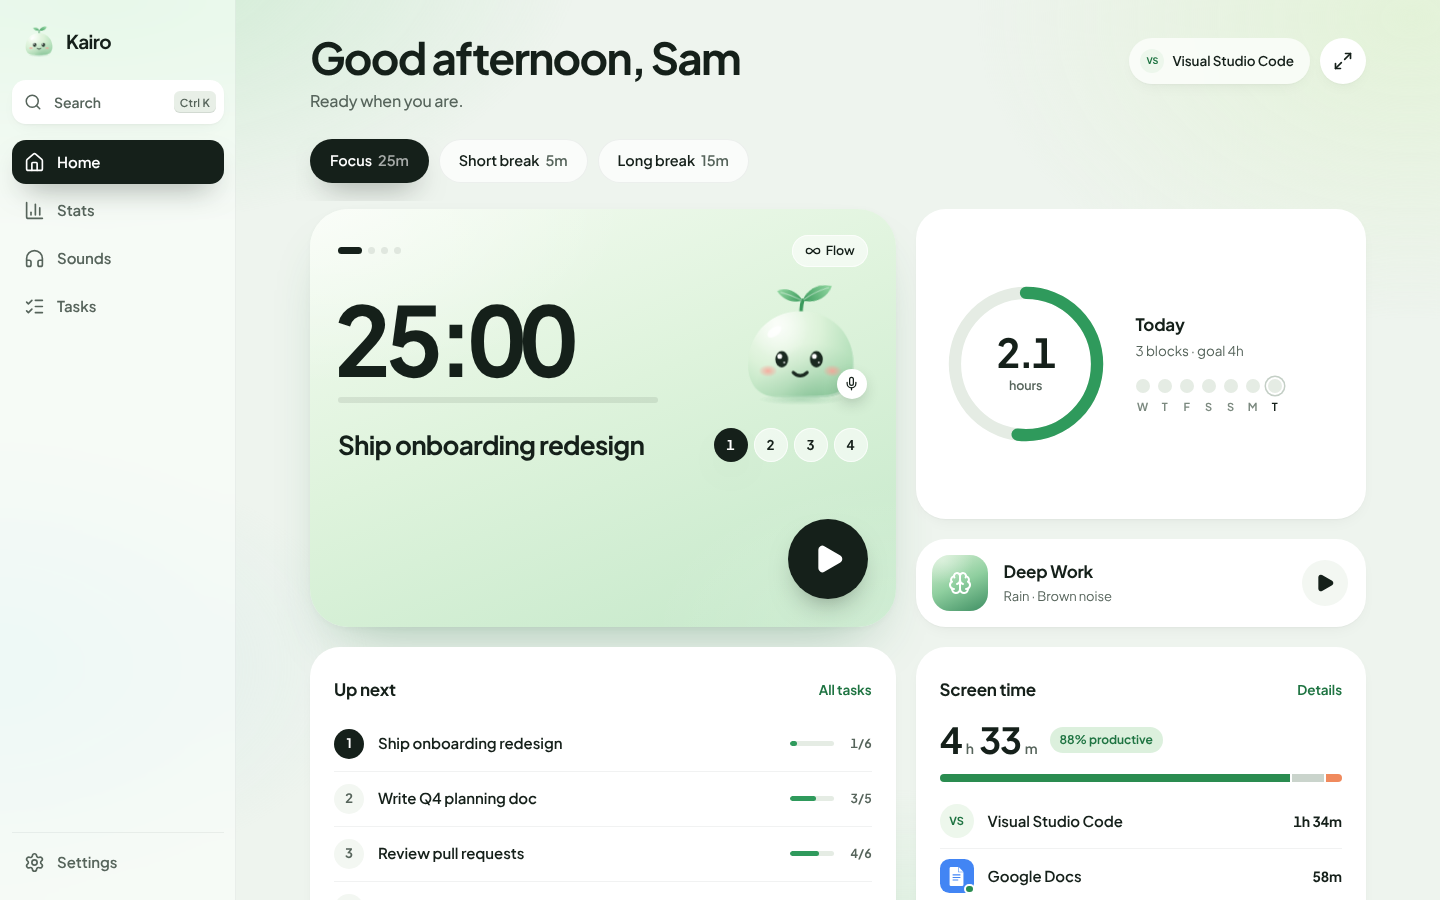 Kairo
Search
Ctrl K
Home
Stats
Sounds
Tasks
Settings
Good afternoon, Sam
Ready when you are.
VS Visual Studio Code
Focus 25m
Short break 5m
Long break 15m
Flow
25:00
Ship onboarding redesign
1 2 3 4
2.1
hours
Today
3 blocks · goal 4h
W T F S S M T
Deep Work
Rain · Brown noise
Up next
All tasks
1 Ship onboarding redesign 1/6
2 Write Q4 planning doc 3/5
3 Review pull requests 4/6
Screen time
Details
4 h 33 m
88% productive
VS Visual Studio Code 1h 34m
Google Docs 58m